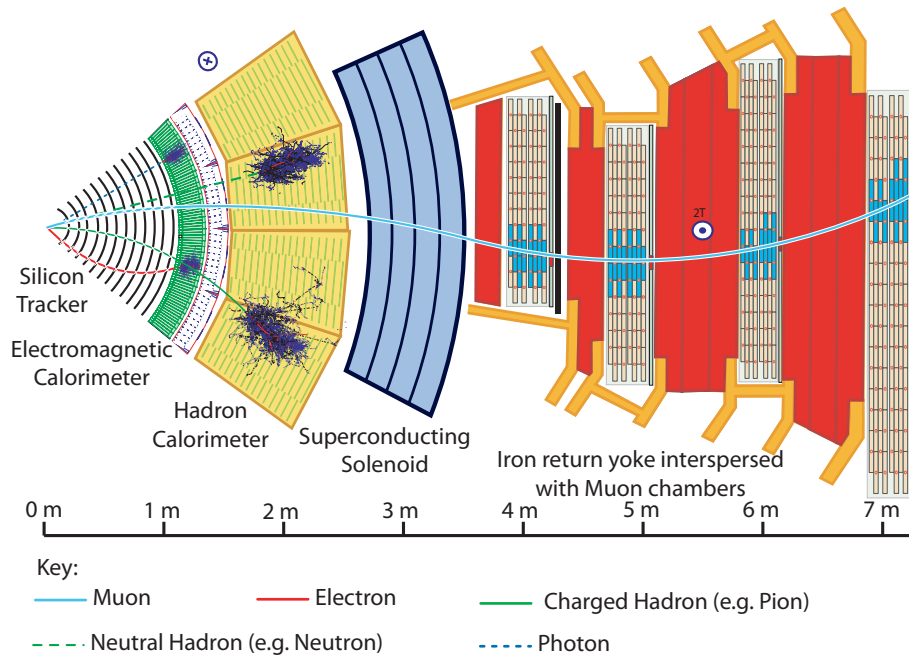 2T
Silicon
Tracker
Electromagnetic
Calorimeter
Hadron
Calorimeter
Superconducting
Solenoid
Iron return yoke interspersed
with Muon chambers
0 m 1 m 2 m 3 m 4 m 5 m 6 m 7 m
Key:
Muon Electron Charged Hadron (e.g. Pion)
Neutral Hadron (e.g. Neutron) Photon